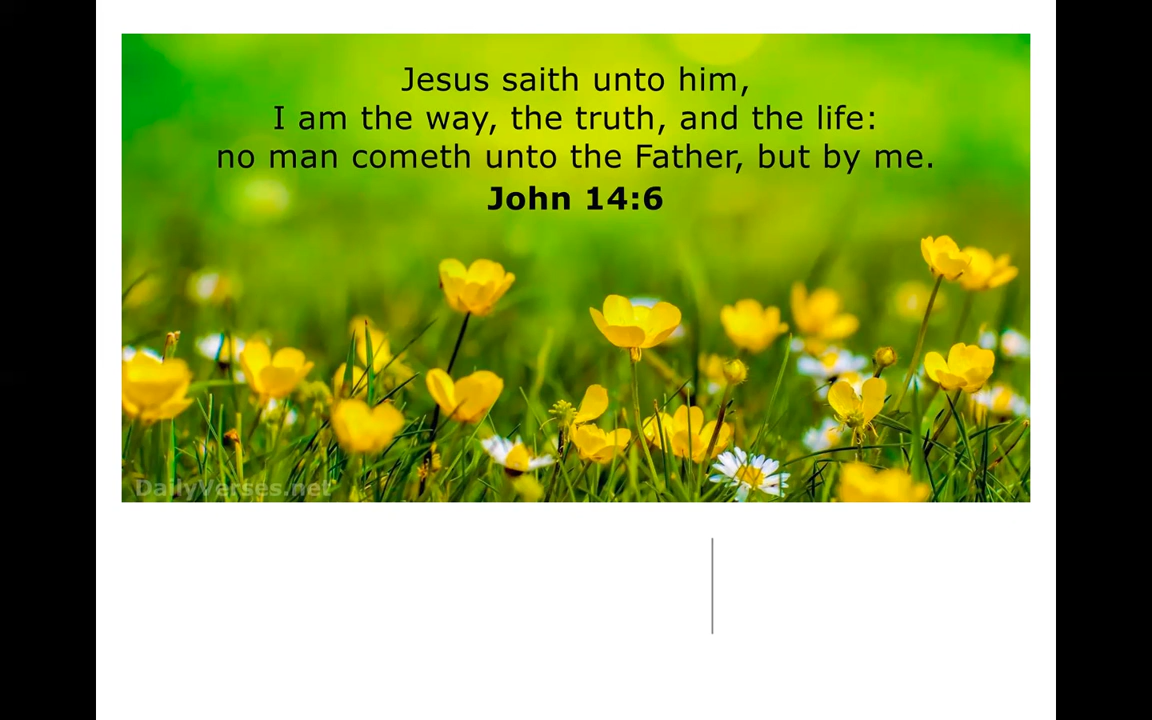 Jesus saith unto him,
I am the way, the truth, and the life:
no man cometh unto the Father, but by me.
John 14:6
DailyVerses.net